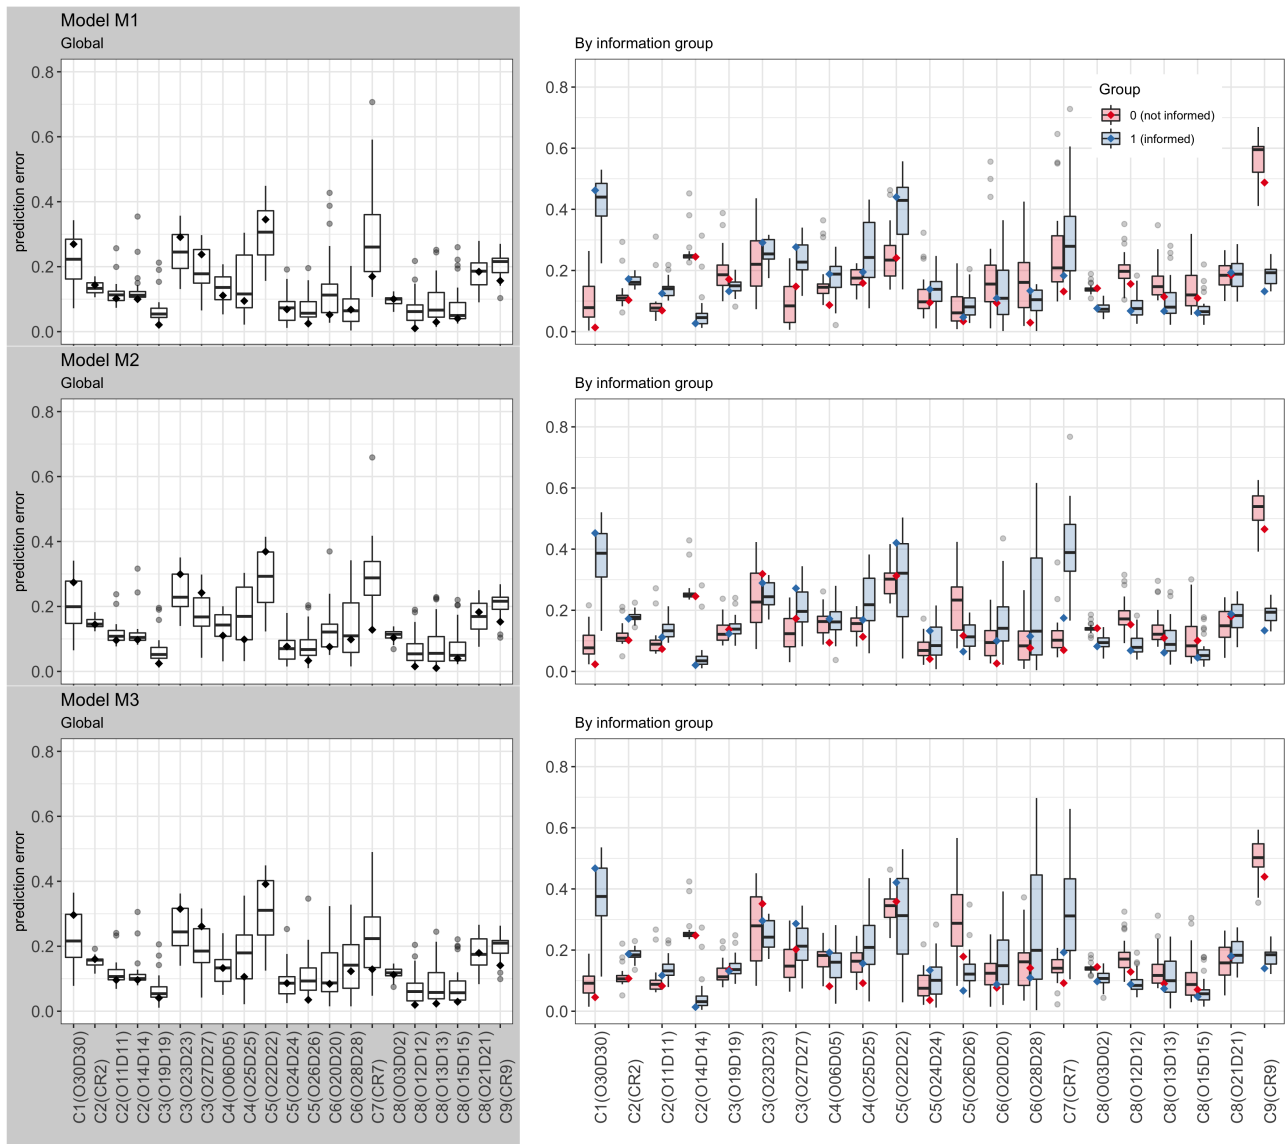 Model M1
Global
By information group
prediction error
0.8
0.6
0.4
0.2
0.0
0.8
0.6
0.4
0.2
0.0
Group
0 (not informed)
1 (informed)
Model M2
Global
By information group
prediction error
0.8
0.6
0.4
0.2
0.0
0.8
0.6
0.4
0.2
0.0
Model M3
Global
By information group
prediction error
0.8
0.6
0.4
0.2
0.0
0.8
0.6
0.4
0.2
0.0
C1(O30D30)
C2(CR2)
C2(O11D11)
C2(O14D14)
C3(O19D19)
C3(O23D23)
C3(O27D27)
C4(O06D05)
C4(O25D25)
C5(O22D22)
C5(O24D24)
C5(O26D26)
C6(O20D20)
C6(O28D28)
C7(CR7)
C8(O03D02)
C8(O12D12)
C8(O13D13)
C8(O15D15)
C8(O21D21)
C9(CR9)
C1(O30D30)
C2(CR2)
C2(O11D11)
C2(O14D14)
C3(O19D19)
C3(O23D23)
C3(O27D27)
C4(O06D05)
C4(O25D25)
C5(O22D22)
C5(O24D24)
C5(O26D26)
C6(O20D20)
C6(O28D28)
C7(CR7)
C8(O03D02)
C8(O12D12)
C8(O13D13)
C8(O15D15)
C8(O21D21)
C9(CR9)